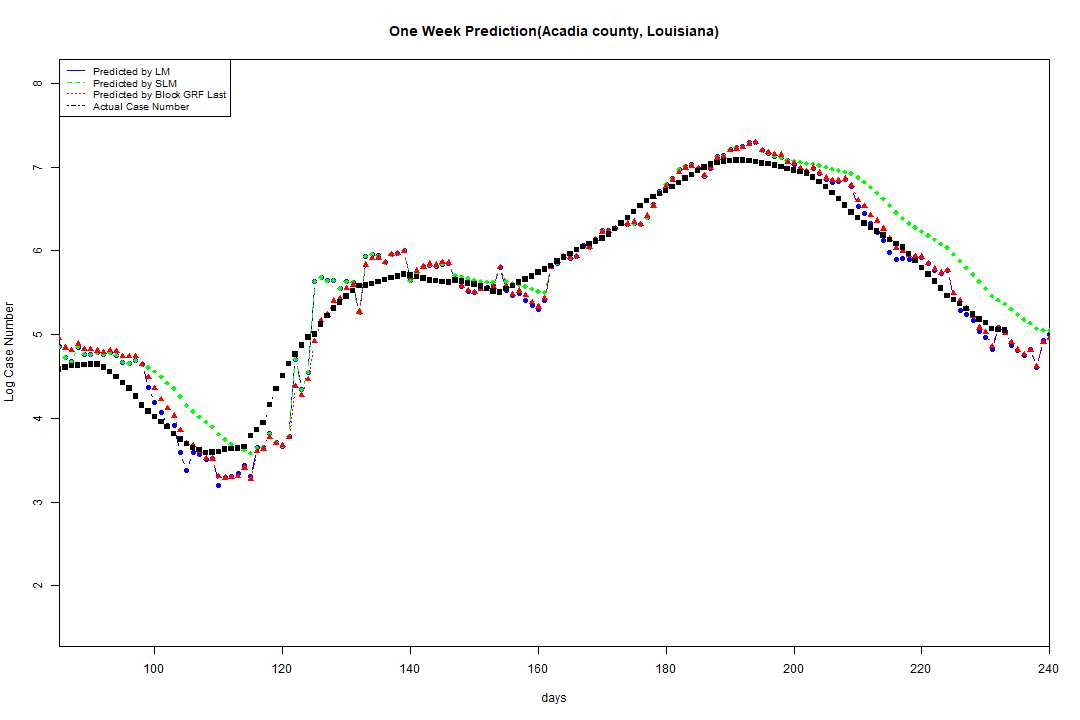 One Week Prediction(Acadia county, Louisiana)
Predicted by LM
Predicted by SLM
Predicted by Block GRF Last
Actual Case Number
8
7
6
5
4
3
2
Log Case Number
100 120 140 160 180 200 220 240
days